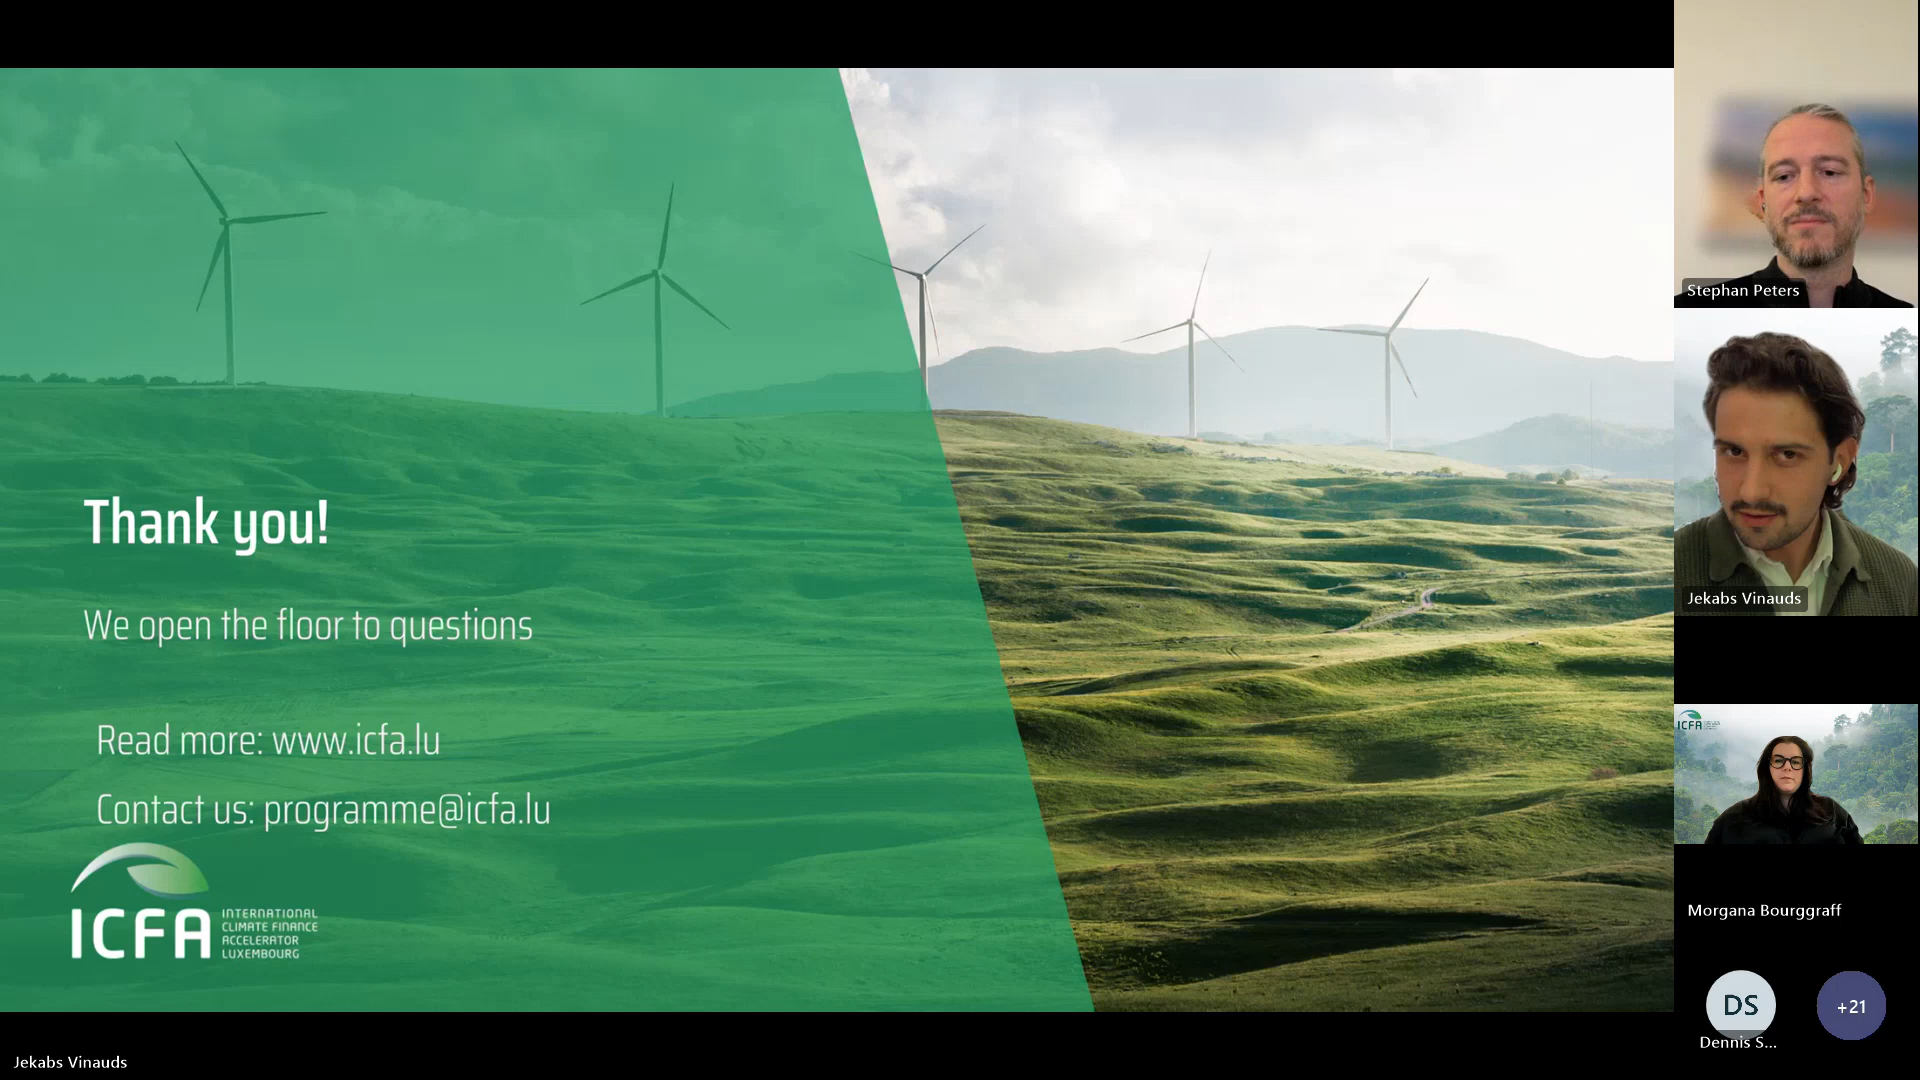 Thank you!
We open the floor to questions
Read more: www.icfa.lu
Contact us: programme@icfa.lu
ICFA
INTERNATIONAL
CLIMATE FINANCE
ACCELERATOR
LUXEMBOURG
Jekabs Vinauds
Stephan Peters
Jekabs Vinauds
ICFA
Morgana Bourggraff
DS
Dennis S...
+21